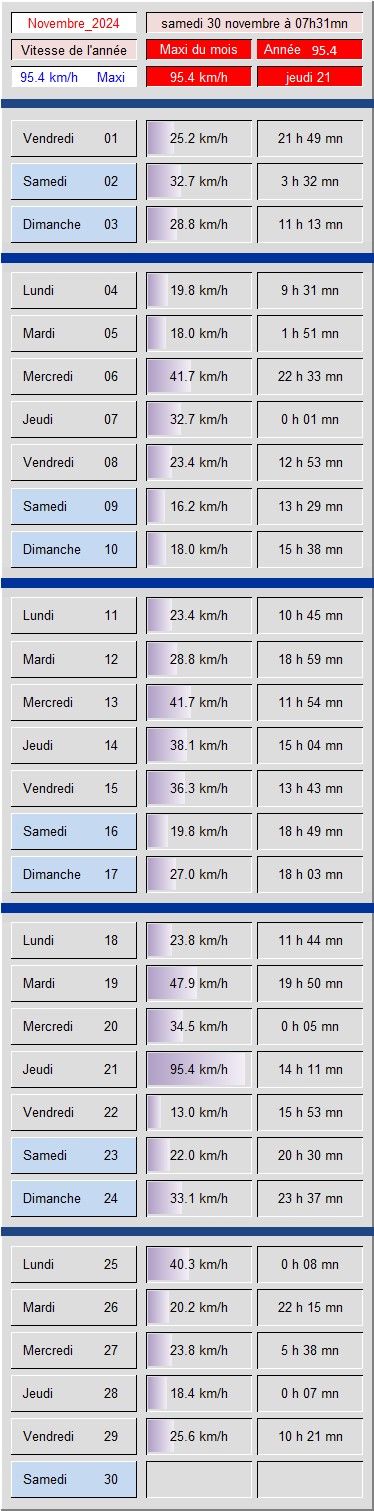 Novembre_2024 samedi 30 novembre à 07h31mn
Vitesse de l'année Maxi du mois Année 95.4
95.4 km/h Maxi 95.4 km/h jeudi 21
Vendredi 01 25.2 km/h 21 h 49 mn
Samedi 02 32.7 km/h 3 h 32 mn
Dimanche 03 28.8 km/h 11 h 13 mn
Lundi 04 19.8 km/h 9 h 31 mn
Mardi 05 18.0 km/h 1 h 51 mn
Mercredi 06 41.7 km/h 22 h 33 mn
Jeudi 07 32.7 km/h 0 h 01 mn
Vendredi 08 23.4 km/h 12 h 53 mn
Samedi 09 16.2 km/h 13 h 29 mn
Dimanche 10 18.0 km/h 15 h 38 mn
Lundi 11 23.4 km/h 10 h 45 mn
Mardi 12 28.8 km/h 18 h 59 mn
Mercredi 13 41.7 km/h 11 h 54 mn
Jeudi 14 38.1 km/h 15 h 04 mn
Vendredi 15 36.3 km/h 13 h 43 mn
Samedi 16 19.8 km/h 18 h 49 mn
Dimanche 17 27.0 km/h 18 h 03 mn
Lundi 18 23.8 km/h 11 h 44 mn
Mardi 19 47.9 km/h 19 h 50 mn
Mercredi 20 34.5 km/h 0 h 05 mn
Jeudi 21 95.4 km/h 14 h 11 mn
Vendredi 22 13.0 km/h 15 h 53 mn
Samedi 23 22.0 km/h 20 h 30 mn
Dimanche 24 33.1 km/h 23 h 37 mn
Lundi 25 40.3 km/h 0 h 08 mn
Mardi 26 20.2 km/h 22 h 15 mn
Mercredi 27 23.8 km/h 5 h 38 mn
Jeudi 28 18.4 km/h 0 h 07 mn
Vendredi 29 25.6 km/h 10 h 21 mn
Samedi 30